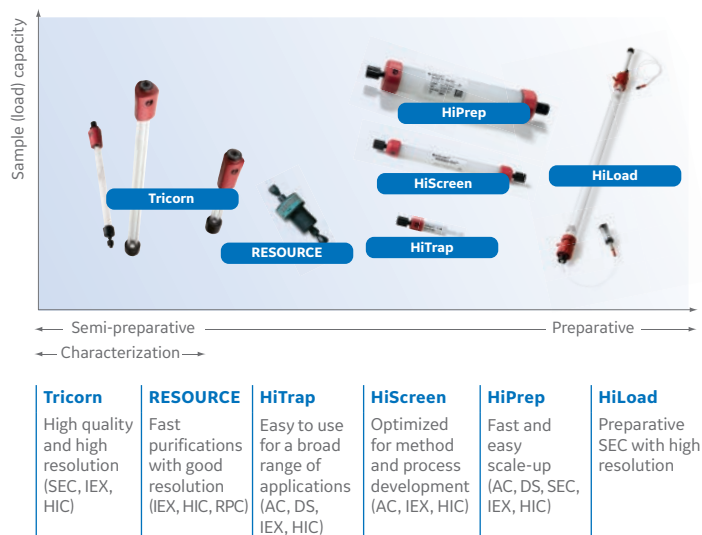 Sample (load) capacity
HiPrep
HiScreen
HiLoad
Tricorn
HiTrap
RESOURCE
Semi-preparative
Preparative
Characterization
Tricorn
High quality
and high
resolution
(SEC, IEX,
HIC)
RESOURCE
Fast
purifications
with good
resolution
(IEX, HIC, RPC)
HiTrap
Easy to use
for a broad
range of
applications
(AC, DS,
IEX, HIC)
HiScreen
Optimized
for method
and process
development
(AC, IEX, HIC)
HiPrep
Fast and
easy
scale-up
(AC, DS, SEC,
IEX, HIC)
HiLoad
Preparative
SEC with high
resolution